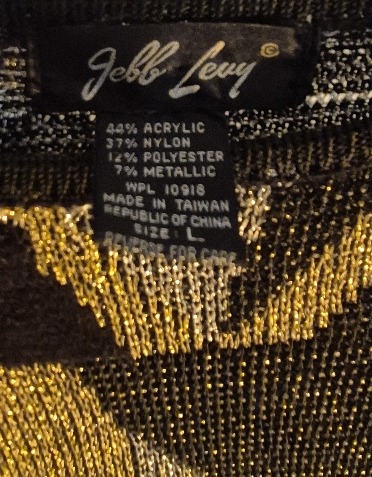 Jebb Levy ©
44% ACRYLIC
37% NYLON
12% POLYESTER
7% METALLIC
WPL 10918
MADE IN TAIWAN
REPUBLIC OF CHINA
SIZE: L
REVERSE FOR CARE